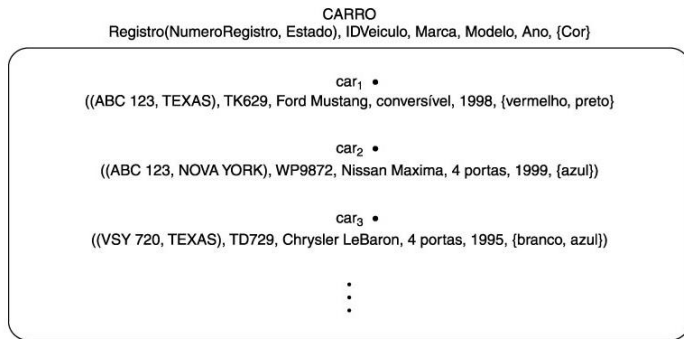 CARRO
Registro(NumeroRegistro, Estado), IDVeiculo, Marca, Modelo, Ano, {Cor}
car1 •
((ABC 123, TEXAS), TK629, Ford Mustang, conversível, 1998, {vermelho, preto}
car2 •
((ABC 123, NOVA YORK), WP9872, Nissan Maxima, 4 portas, 1999, {azul})
car3 •
((VSY 720, TEXAS), TD729, Chrysler LeBaron, 4 portas, 1995, {branco, azul})